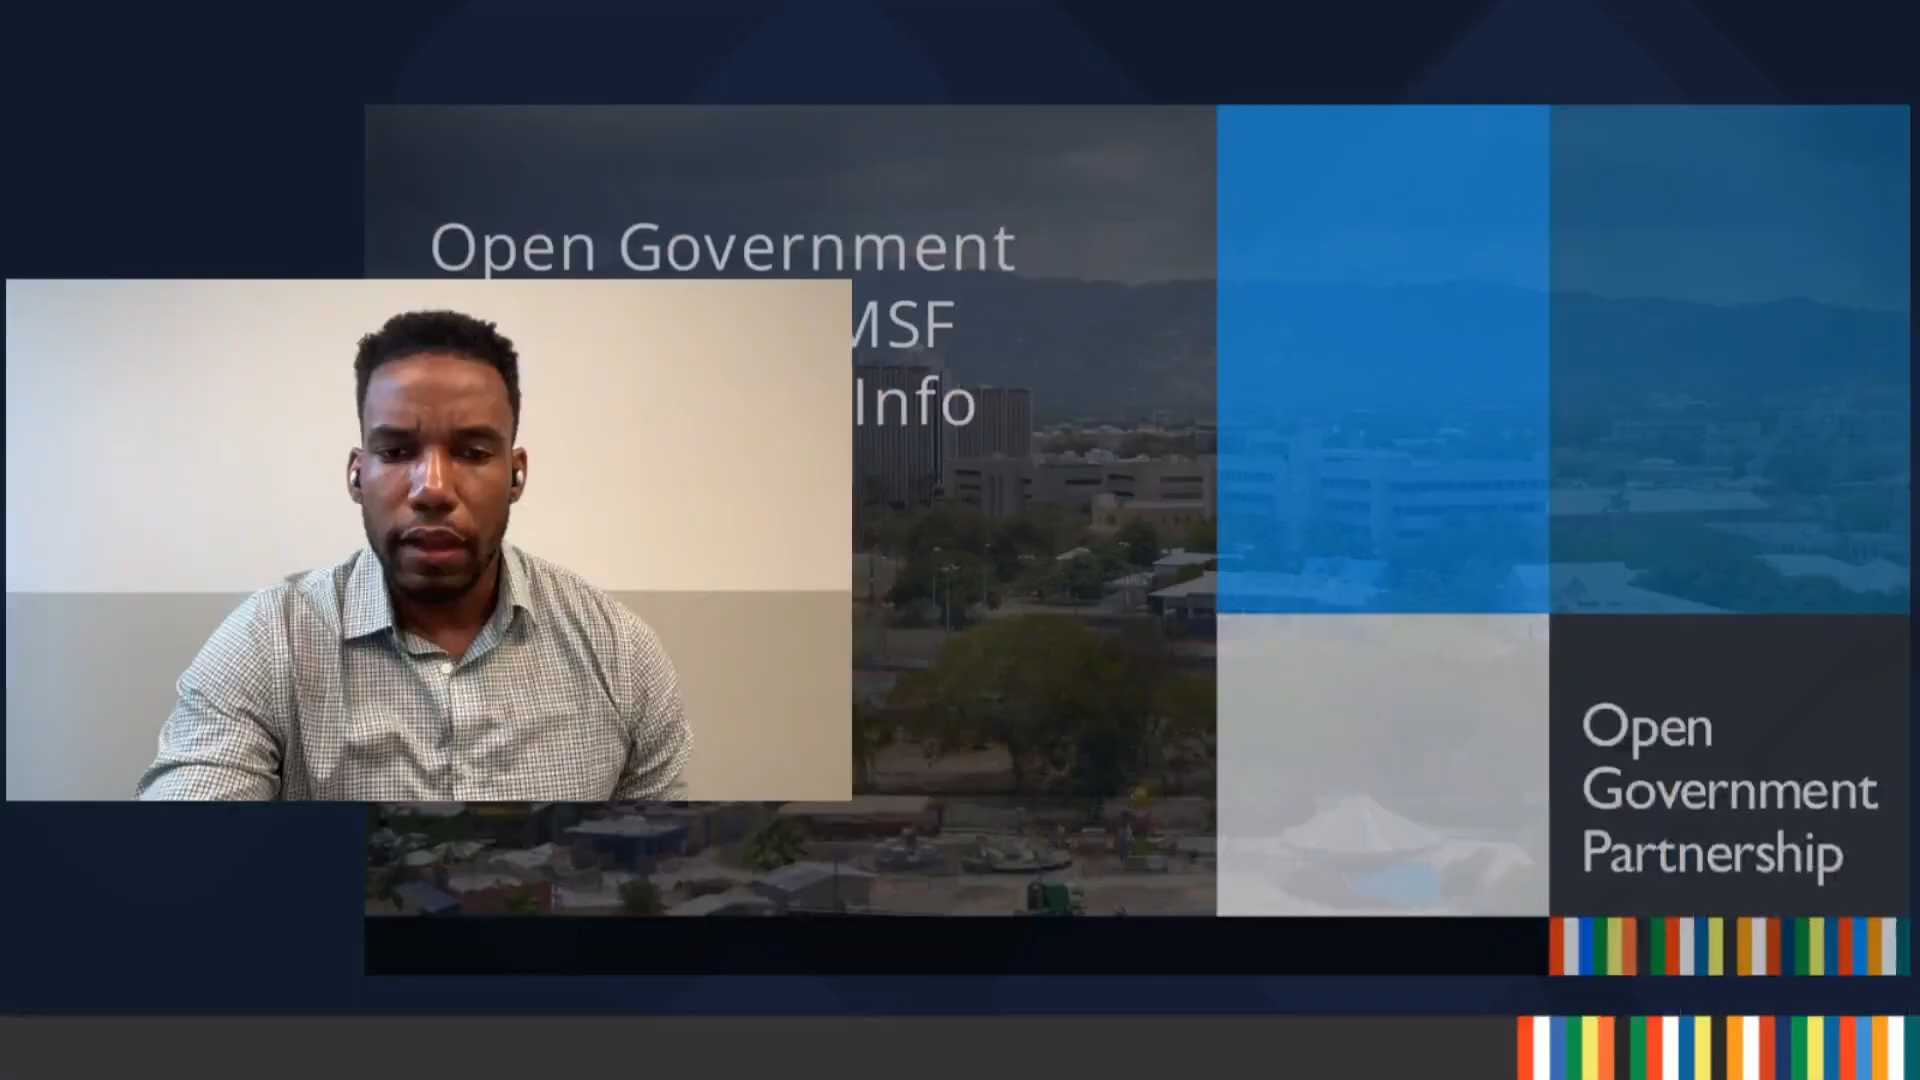 Open Government
MSF
Info
Open
Government
Partnership